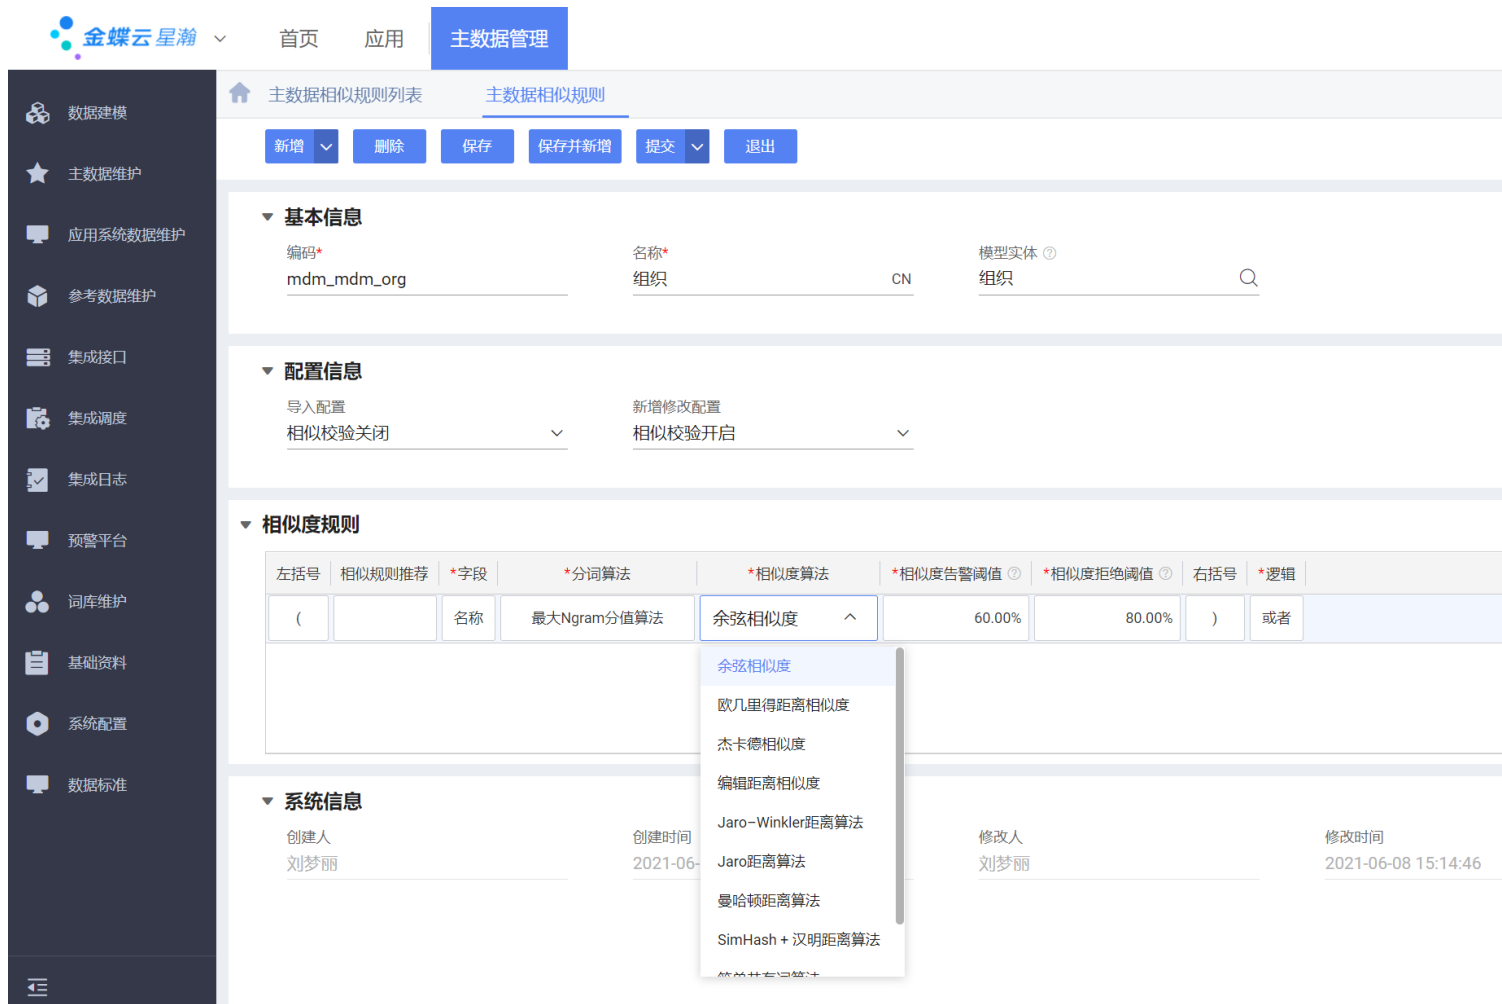 金蝶云 星瀚
首页
应用
主数据管理
数据建模
主数据维护
应用系统数据维护
参考数据维护
集成接口
集成调度
集成日志
预警平台
词库维护
基础资料
系统配置
数据标准
主数据相似规则列表
主数据相似规则
新增
删除
保存
保存并新增
提交
退出
基本信息
编码*
mdm_mdm_org
名称*
组织
CN
模型实体
组织
配置信息
导入配置
相似校验关闭
新增修改配置
相似校验开启
相似度规则
左括号
相似规则推荐
*字段
*分词算法
*相似度算法
*相似度告警阈值
*相似度拒绝阈值
右括号
*逻辑
(
名称
最大Ngram分值算法
余弦相似度
60.00%
80.00%
)
或者
余弦相似度
欧几里得距离相似度
杰卡德相似度
编辑距离相似度
Jaro-Winkler距离算法
Jaro距离算法
曼哈顿距离算法
SimHash + 汉明距离算法
系统信息
创建人
刘梦丽
创建时间
2021-06-
修改人
刘梦丽
修改时间
2021-06-08 15:14:46